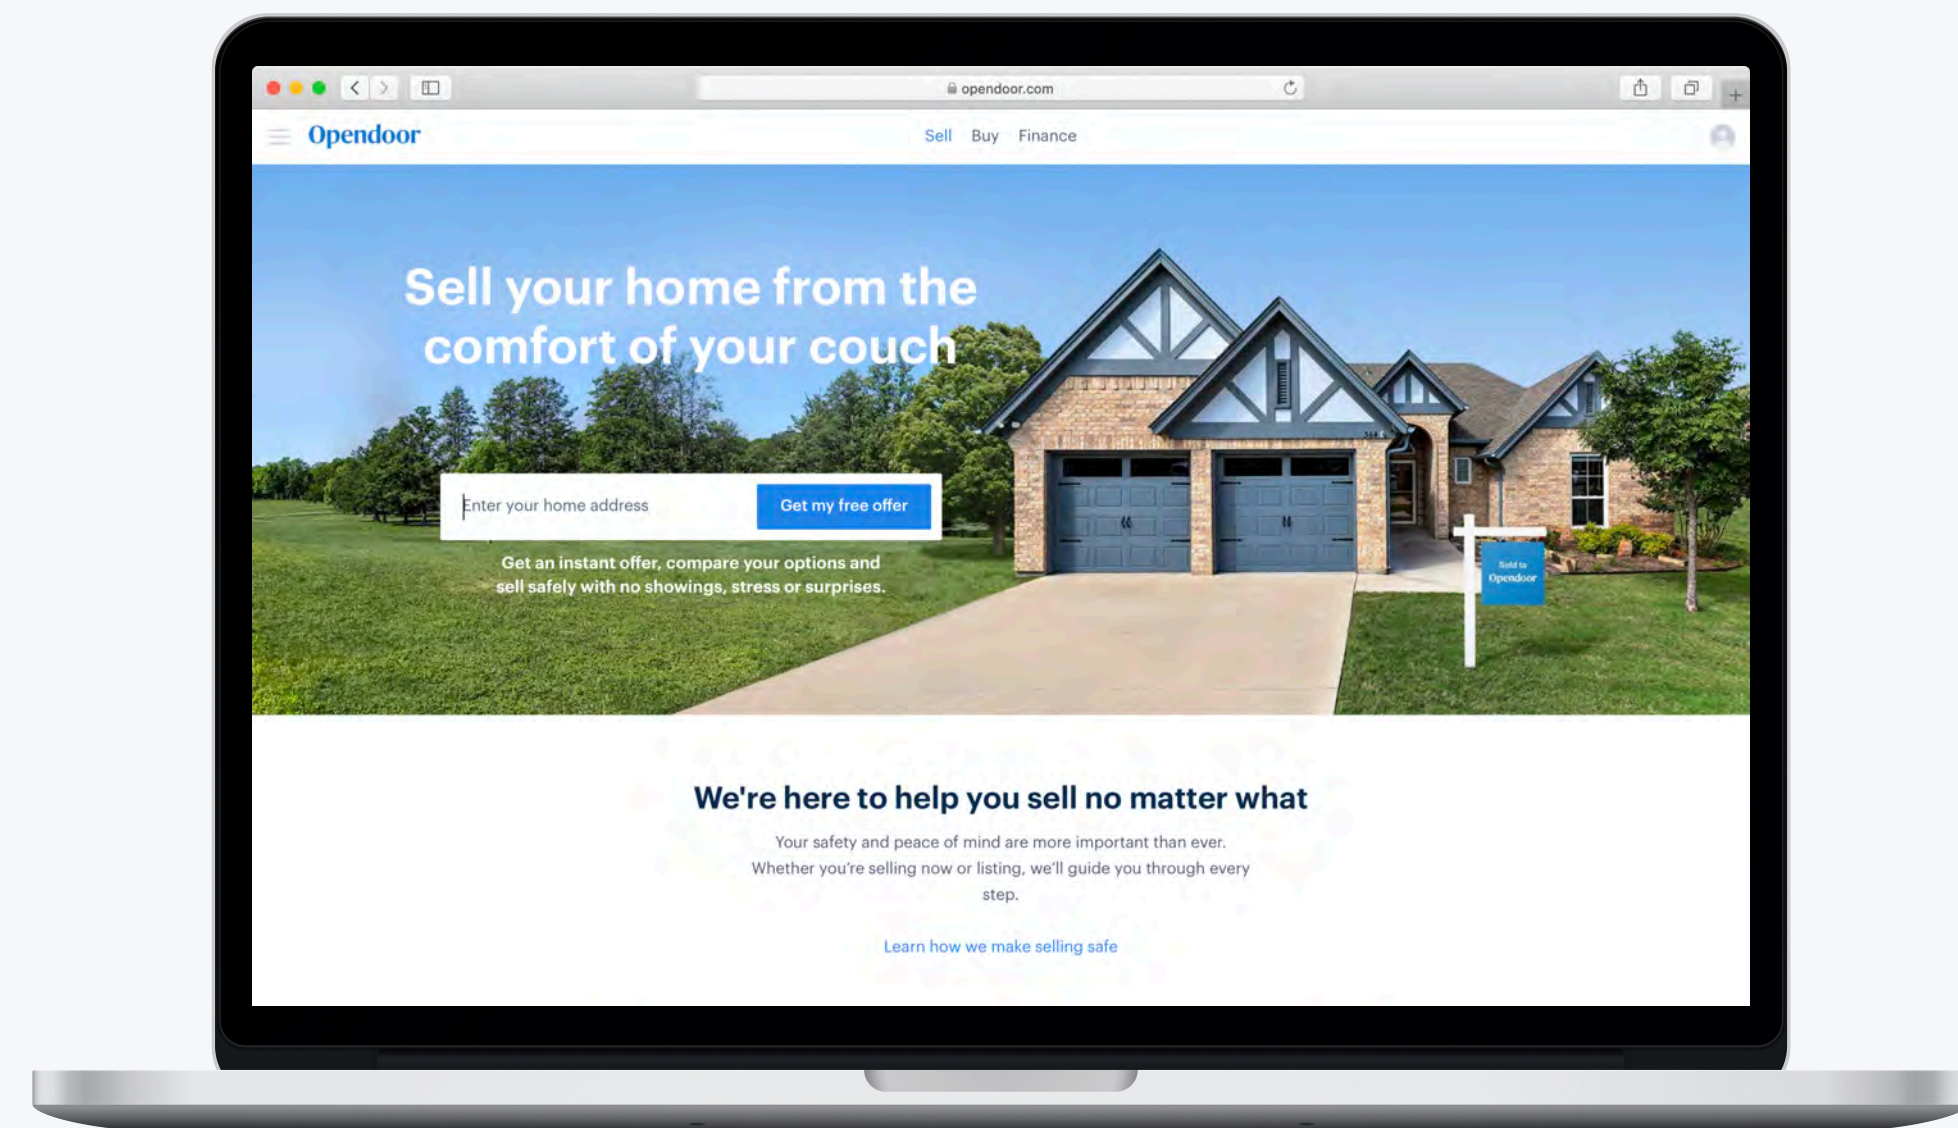 opendoor.com
Opendoor
Sell Buy Finance
Sell your home from the
comfort of your couch
Enter your home address
Get my free offer
Get an instant offer, compare your options and
sell safely with no showings, stress or surprises.
Sold to
Opendoor
We're here to help you sell no matter what
Your safety and peace of mind are more important than ever.
Whether you're selling now or listing, we'll guide you through every
step.
Learn how we make selling safe